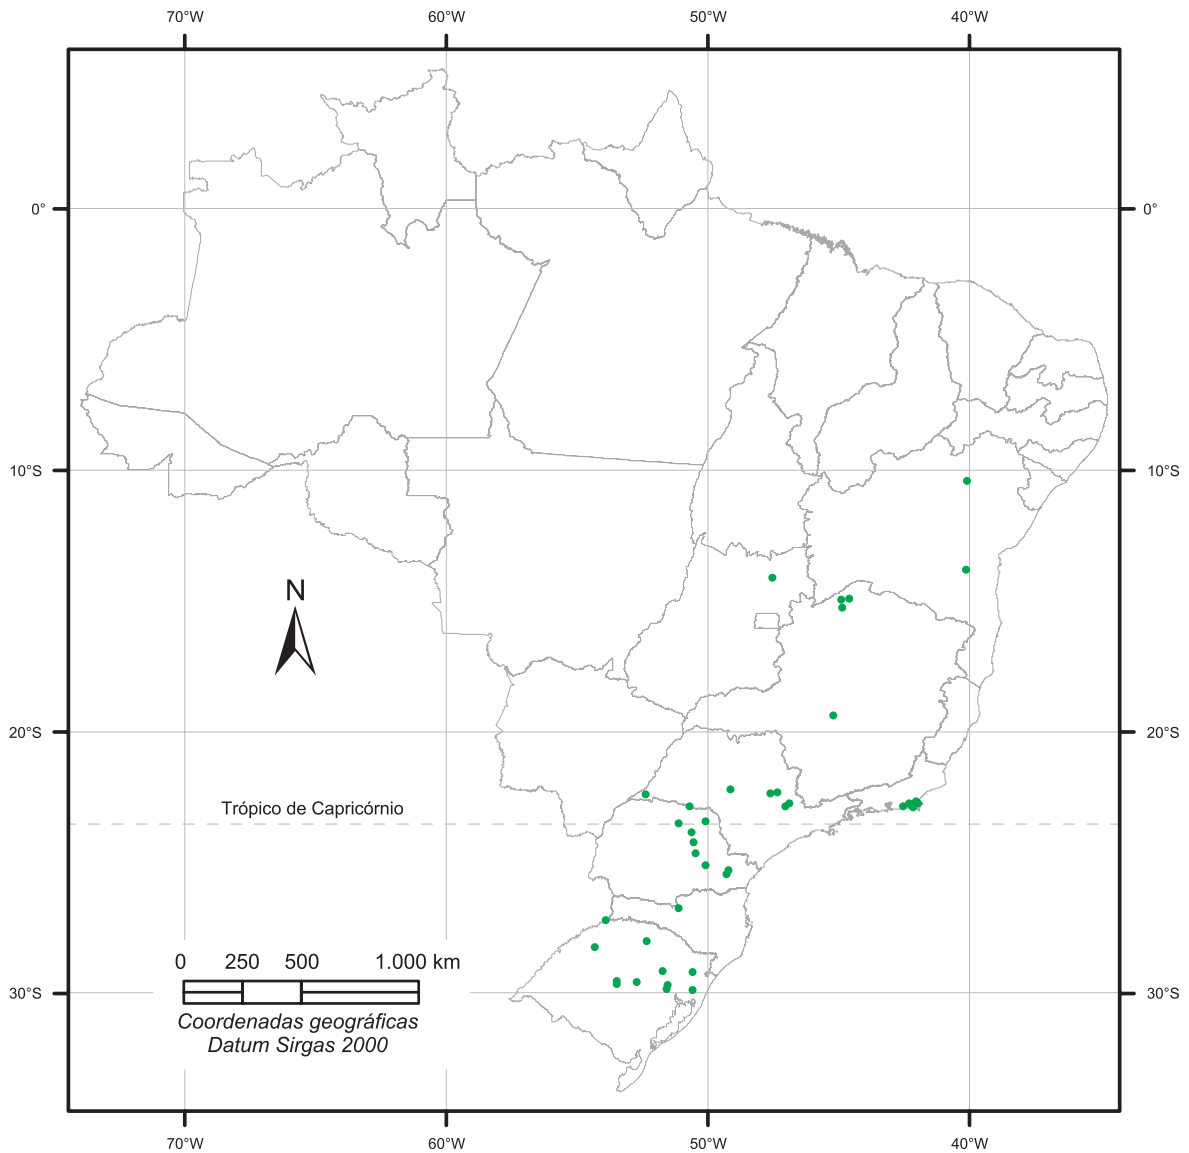 70°W 60°W 50°W 40°W
0° 0°
10°S 10°S
N
20°S 20°S
Trópico de Capricórnio
0 250 500 1.000 km
30°S 30°S
Coordenadas geográficas
Datum Sirgas 2000
70°W 60°W 50°W 40°W